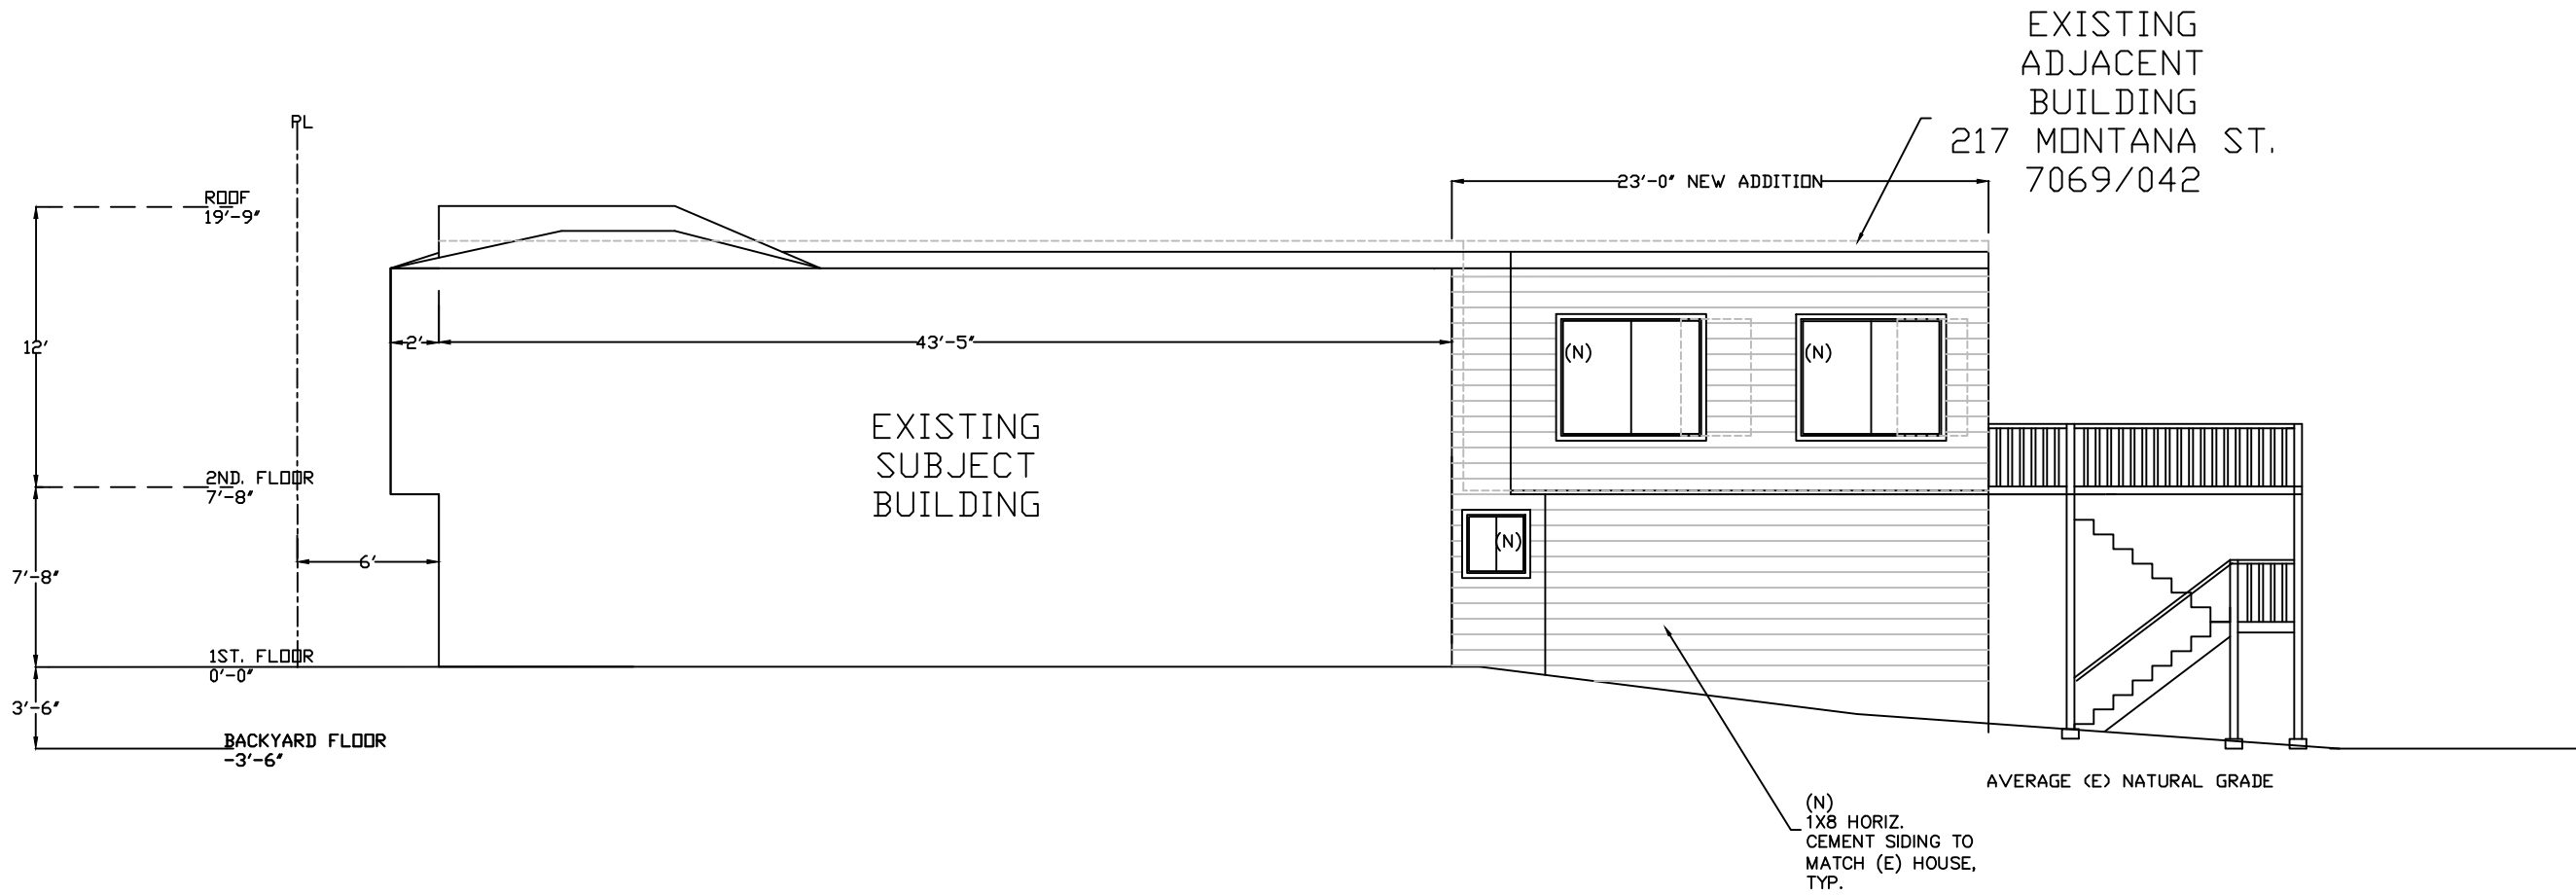 EXISTING
ADJACENT
BUILDING
217 MONTANA ST.
7069/042
PL
23'-0" NEW ADDITION
ROOF
19'-9"
12'
2'
43'-5"
(N)
(N)
EXISTING
SUBJECT
BUILDING
2ND. FLOOR
7'-8"
(N)
6'
7'-8"
1ST. FLOOR
0'-0"
3'-6"
BACKYARD FLOOR
-3'-6"
AVERAGE (E) NATURAL GRADE
(N)
1X8 HORIZ.
CEMENT SIDING TO
MATCH (E) HOUSE,
TYP.